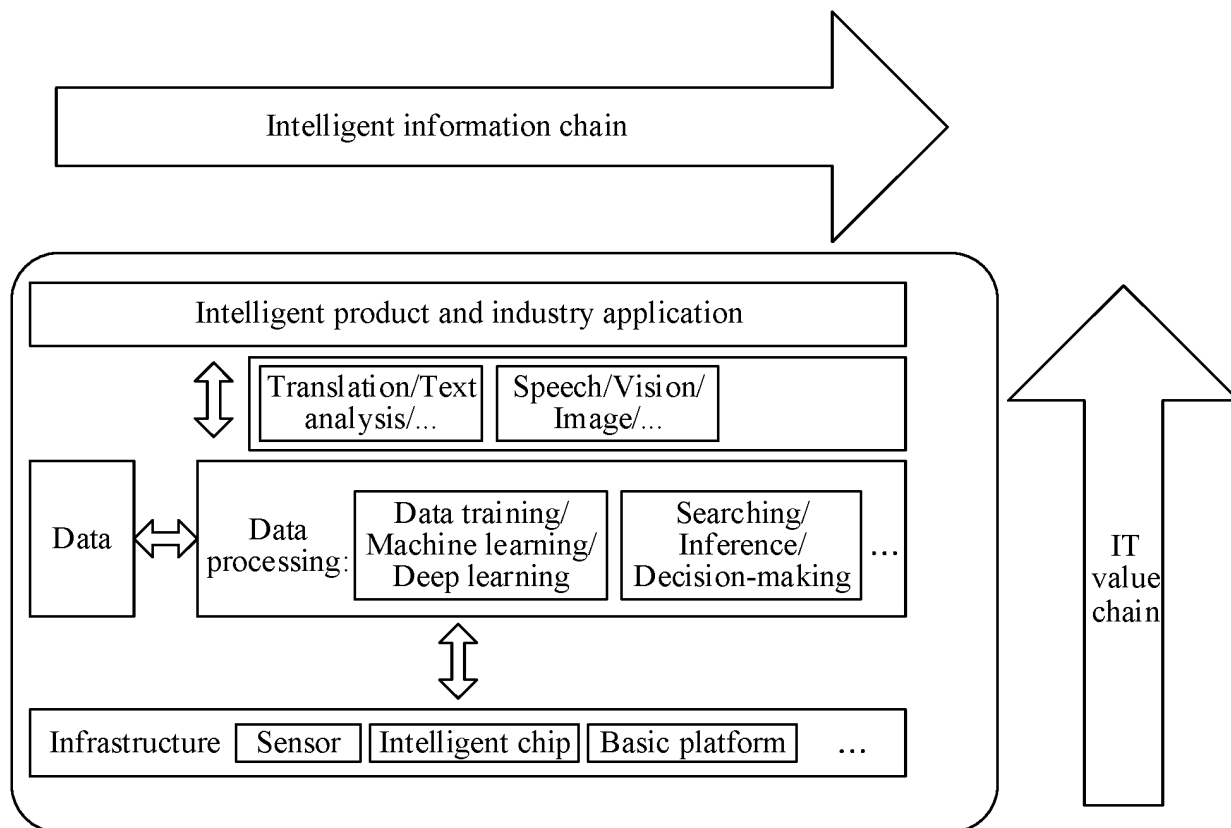 Intelligent information chain
Intelligent product and industry application
Translation/Text
analysis/...
Speech/Vision/
Image/...
Data
Data
processing:
Data training/
Machine learning/
Deep learning
Searching/
Inference/
Decision-making
...
Infrastructure
Sensor
Intelligent chip
Basic platform
...
IT
value
chain